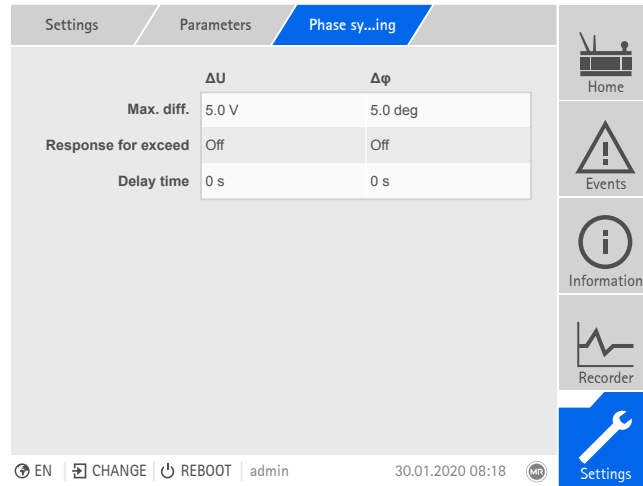 Settings Parameters Phase sy...ing
ΔU Δφ
Max. diff. 5.0 V 5.0 deg
Response for exceed Off Off
Delay time 0 s 0 s
Home
Events
Information
Recorder
Settings
EN CHANGE REBOOT admin 30.01.2020 08:18 MR